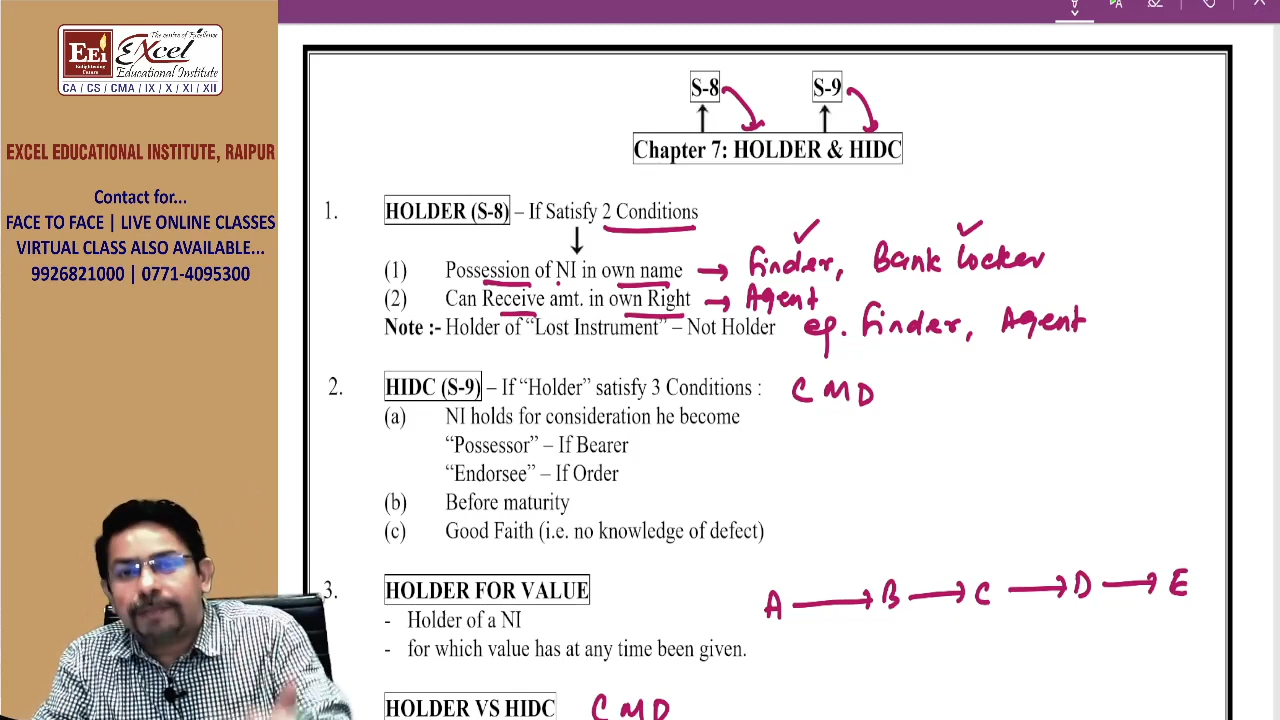 The centre of Excellence
EEi
Enlightening
Excel
Educational Institute
CA / CS / CMA / IX / X / XI / XII
EXCEL EDUCATIONAL INSTITUTE, RAIPUR
Contact for...
FACE TO FACE | LIVE ONLINE CLASSES
VIRTUAL CLASS ALSO AVAILABLE...
9926821000 | 0771-4095300
S-8 S-9
Chapter 7: HOLDER & HIDC
1. HOLDER (S-8) – If Satisfy 2 Conditions
(1) Possession of NI in own name → Finder, Bank Locker
(2) Can Receive amt. in own Right → Agent
Note :- Holder of “Lost Instrument” – Not Holder eg. Finder, Agent
2. HIDC (S-9) – If “Holder” satisfy 3 Conditions : C M D
(a) NI holds for consideration he become
“Possessor” – If Bearer
“Endorsee” – If Order
(b) Before maturity
(c) Good Faith (i.e. no knowledge of defect)
3. HOLDER FOR VALUE A → B → C → D → E
- Holder of a NI
- for which value has at any time been given.
HOLDER VS HIDC C M D